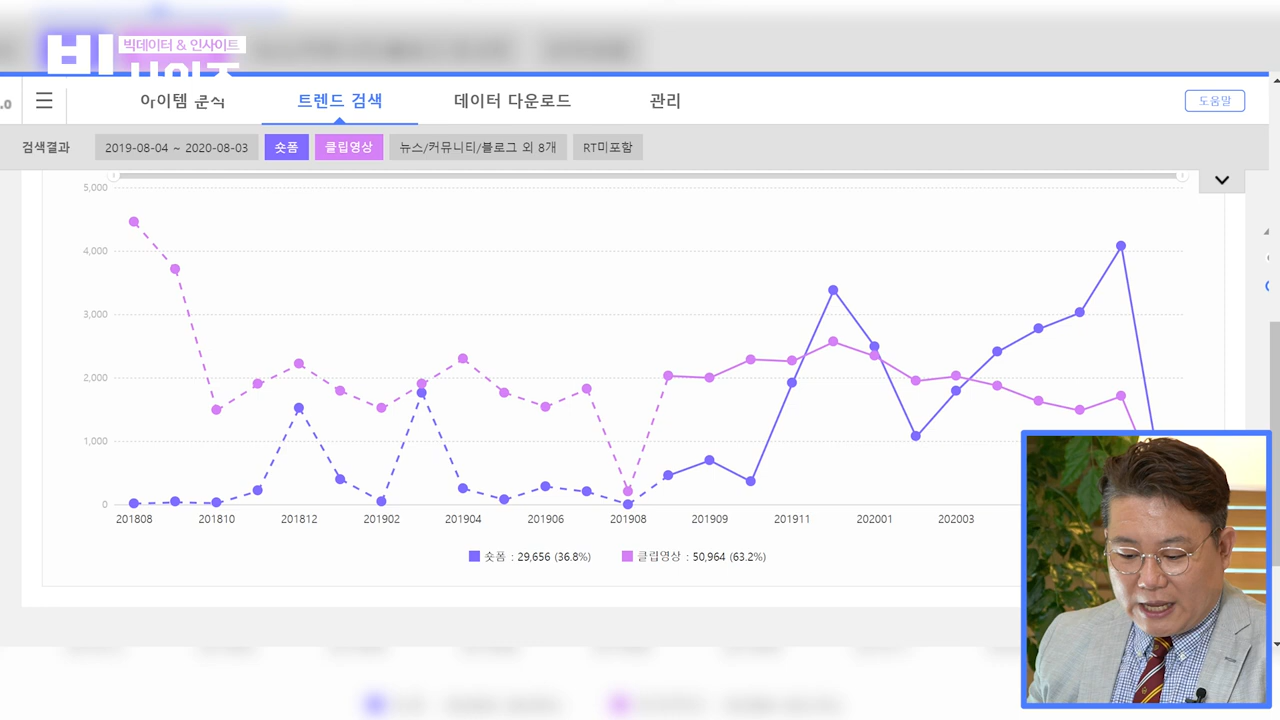 비
빅데이터 & 인사이트
.0
아이템 분석
트렌드 검색
데이터 다운로드
관리
도움말
검색결과
2019-08-04 ~ 2020-08-03
숏폼
클립영상
뉴스/커뮤니티/블로그 외 8개
RT미포함
5,000
4,000
3,000
2,000
1,000
0
201808 201810 201812 201902 201904 201906 201908 201909 201911 202001 202003
숏폼 : 29,656 (36.8%) 클립영상 : 50,964 (63.2%)